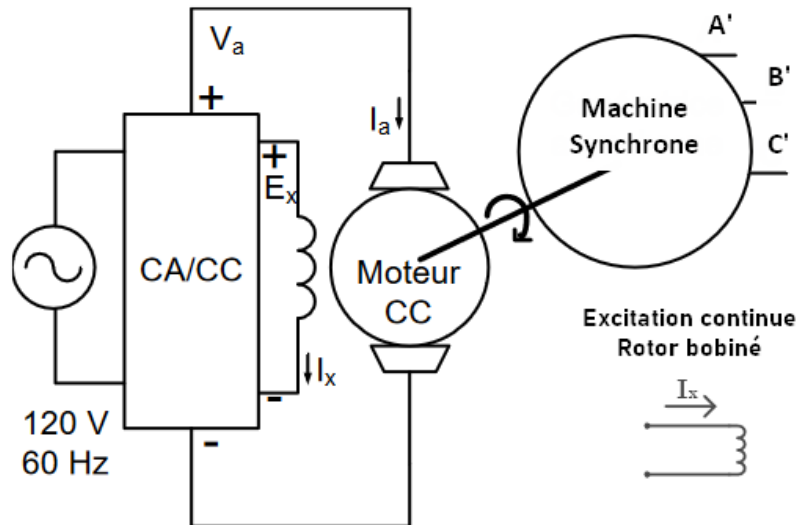 Va
+
Ia
+
Ex
CA/CC
Ix
-
-
120 V
60 Hz
Moteur
CC
Machine
Synchrone
A'
B'
C'
Excitation continue
Rotor bobiné
Ix